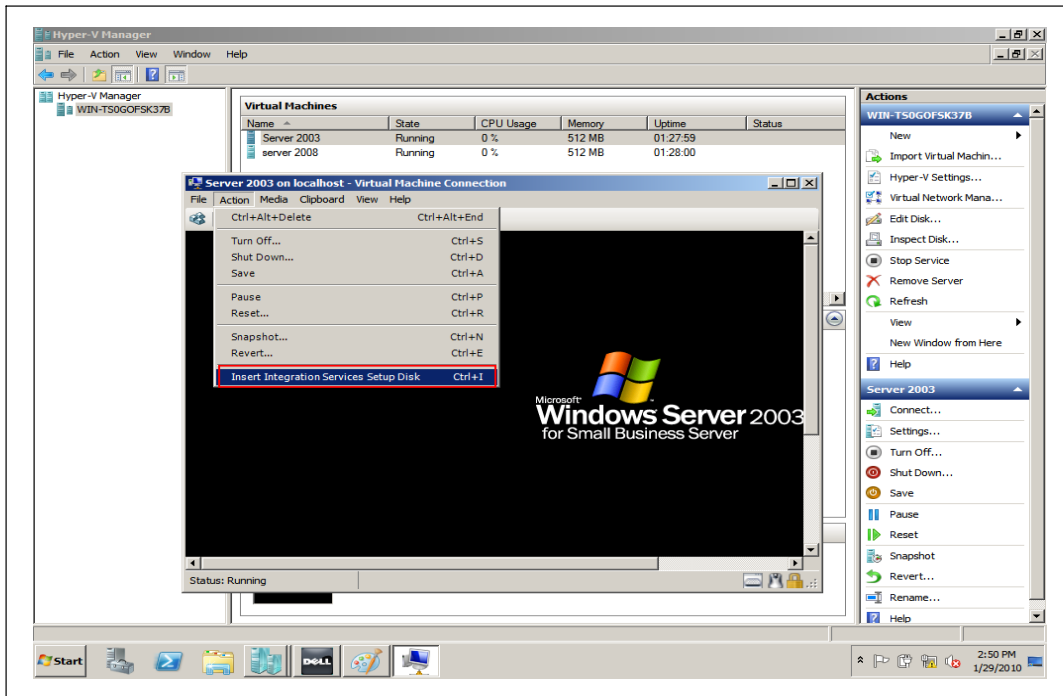 Hyper-V Manager
File Action View Window Help
Hyper-V Manager
WIN-TS0GOFSK37B
Virtual Machines
Name State CPU Usage Memory Uptime Status
Server 2003 Running 0 % 512 MB 01:27:59
server 2008 Running 0 % 512 MB 01:28:00
Server 2003 on localhost - Virtual Machine Connection
File Action Media Clipboard View Help
Ctrl+Alt+Delete Ctrl+Alt+End
Turn Off... Ctrl+S
Shut Down... Ctrl+D
Save Ctrl+A
Pause Ctrl+P
Reset... Ctrl+R
Snapshot... Ctrl+N
Revert... Ctrl+E
Insert Integration Services Setup Disk Ctrl+I
Microsoft
Windows Server 2003
for Small Business Server
Status: Running
Actions
WIN-TS0GOFSK37B
New
Import Virtual Machin...
Hyper-V Settings...
Virtual Network Mana...
Edit Disk...
Inspect Disk...
Stop Service
Remove Server
Refresh
View
New Window from Here
Help
Server 2003
Connect...
Settings...
Turn Off...
Shut Down...
Save
Pause
Reset
Snapshot
Revert...
Rename...
Help
Start
DELL
2:50 PM
1/29/2010